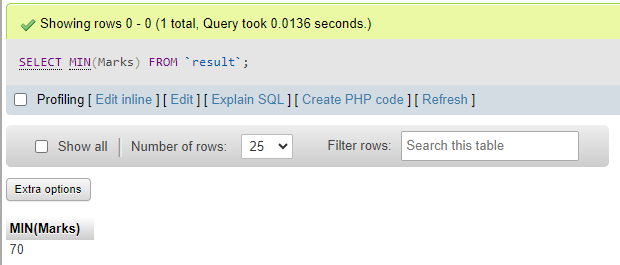 Showing rows 0 - 0 (1 total, Query took 0.0136 seconds.)
SELECT MIN(Marks) FROM `result`;
Profiling [ Edit inline ] [ Edit ] [ Explain SQL ] [ Create PHP code ] [ Refresh ]
Show all Number of rows: 25 Filter rows: Search this table
Extra options
MIN(Marks)
70